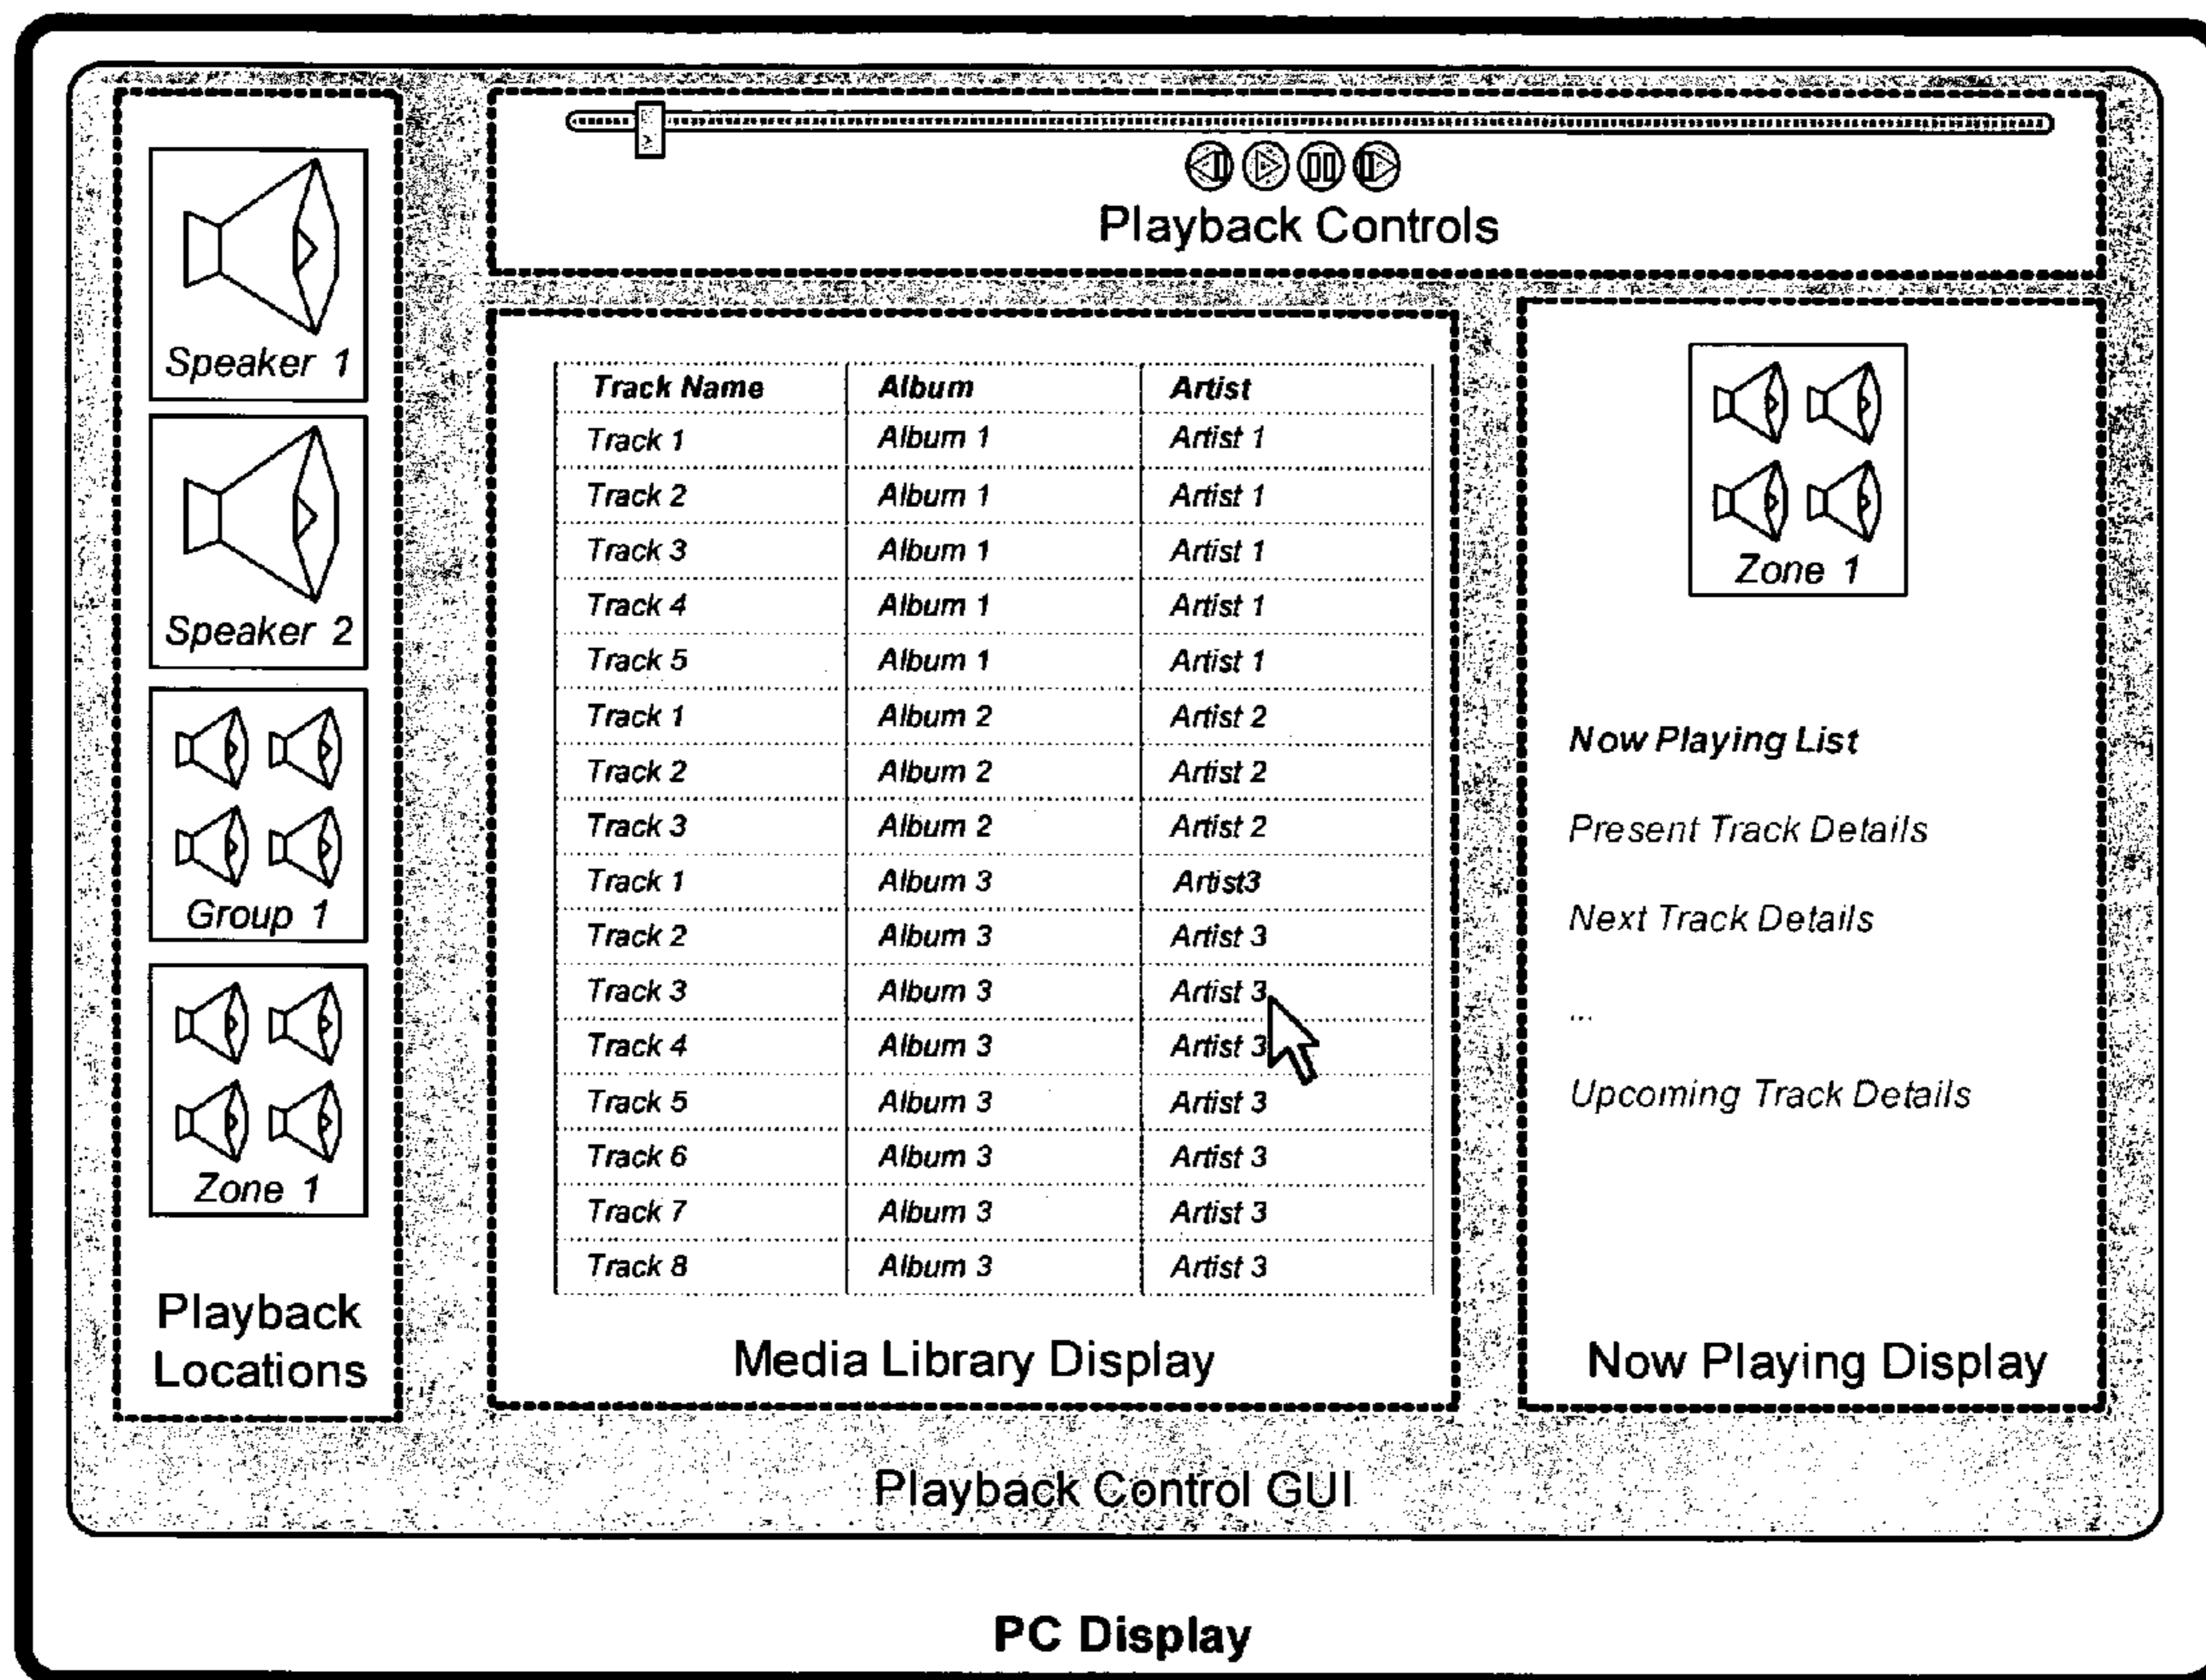 Playback Controls
Speaker 1
Speaker 2
Group 1
Zone 1
Playback
Locations
Track Name Album Artist
Track 1 Album 1 Artist 1
Track 2 Album 1 Artist 1
Track 3 Album 1 Artist 1
Track 4 Album 1 Artist 1
Track 5 Album 1 Artist 1
Track 1 Album 2 Artist 2
Track 2 Album 2 Artist 2
Track 3 Album 2 Artist 2
Track 1 Album 3 Artist3
Track 2 Album 3 Artist 3
Track 3 Album 3 Artist 3
Track 4 Album 3 Artist 3
Track 5 Album 3 Artist 3
Track 6 Album 3 Artist 3
Track 7 Album 3 Artist 3
Track 8 Album 3 Artist 3
Media Library Display
Zone 1
Now Playing List
Present Track Details
Next Track Details
...
Upcoming Track Details
Now Playing Display
Playback Control GUI
PC Display